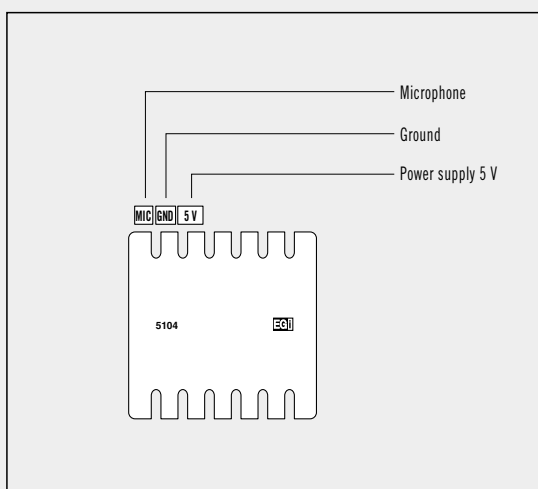 Microphone
Ground
Power supply 5 V
MIC GND 5 V
5104 EGi